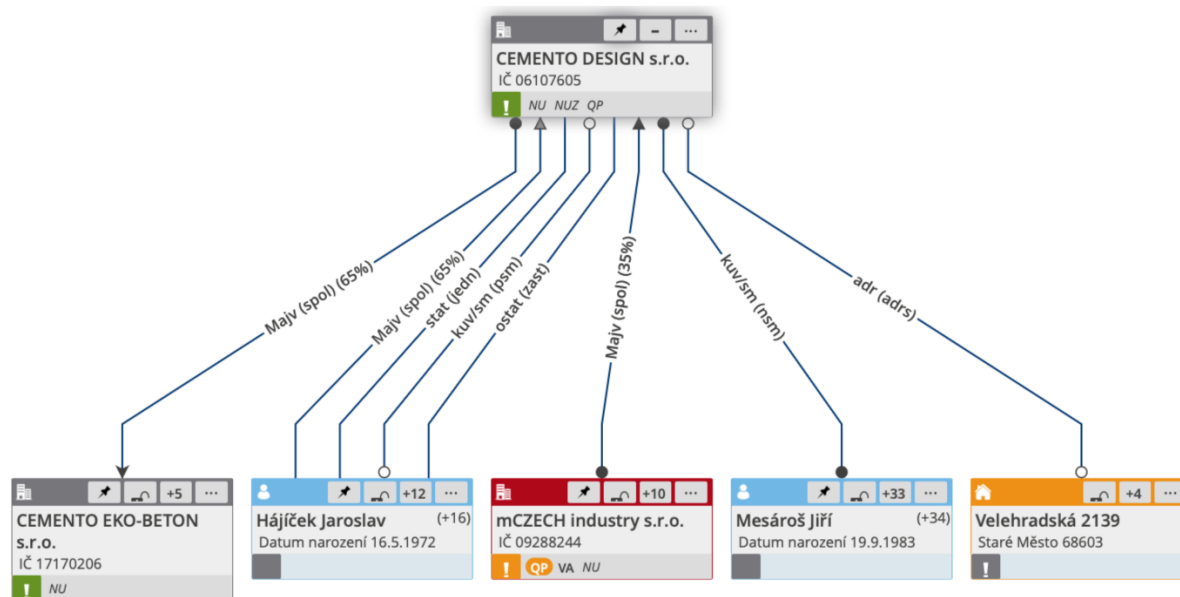 CEMENTO DESIGN s.r.o.
IČ 06107605
! NU NUZ QP
Majv (spol) (65%)
Majv (spol) (65%)
stat (jedn)
kuv/sm (psm)
ostat (zast)
Majv (spol) (35%)
kuv/sm (nsm)
adr (adrs)
+5
CEMENTO EKO-BETON
s.r.o.
IČ 17170206
! NU
+12
Hájíček Jaroslav (+16)
Datum narození 16.5.1972
+10
mCZECH industry s.r.o.
IČ 09288244
! QP VA NU
+33
Mesároš Jiří (+34)
Datum narození 19.9.1983
+4
Velehradská 2139
Staré Město 68603
!